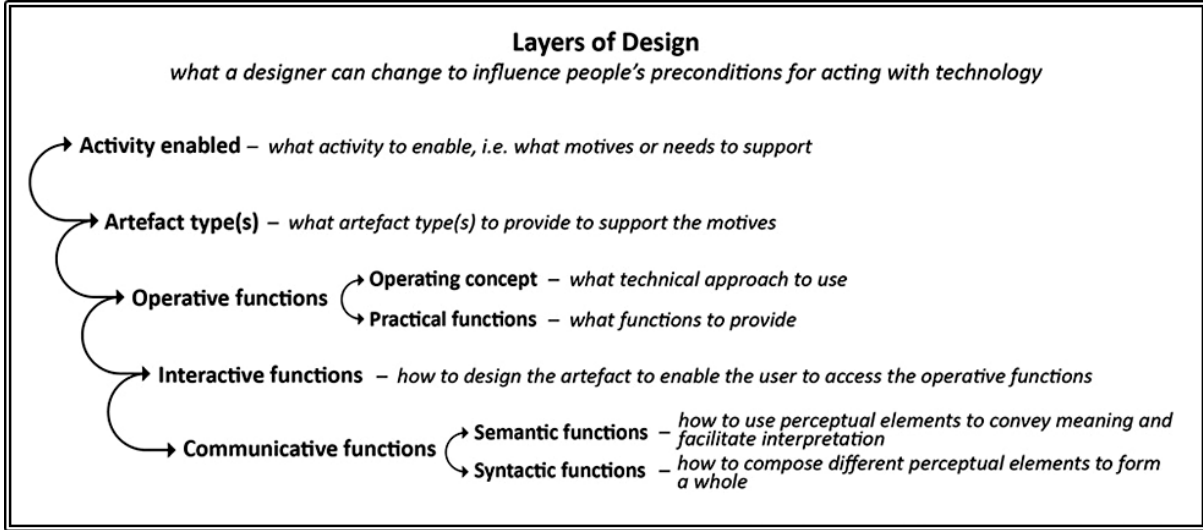 Layers of Design
what a designer can change to influence people's preconditions for acting with technology
Activity enabled – what activity to enable, i.e. what motives or needs to support
Artefact type(s) – what artefact type(s) to provide to support the motives
Operative functions
Operating concept – what technical approach to use
Practical functions – what functions to provide
Interactive functions – how to design the artefact to enable the user to access the operative functions
Communicative functions
Semantic functions – how to use perceptual elements to convey meaning and
facilitate interpretation
Syntactic functions – how to compose different perceptual elements to form
a whole